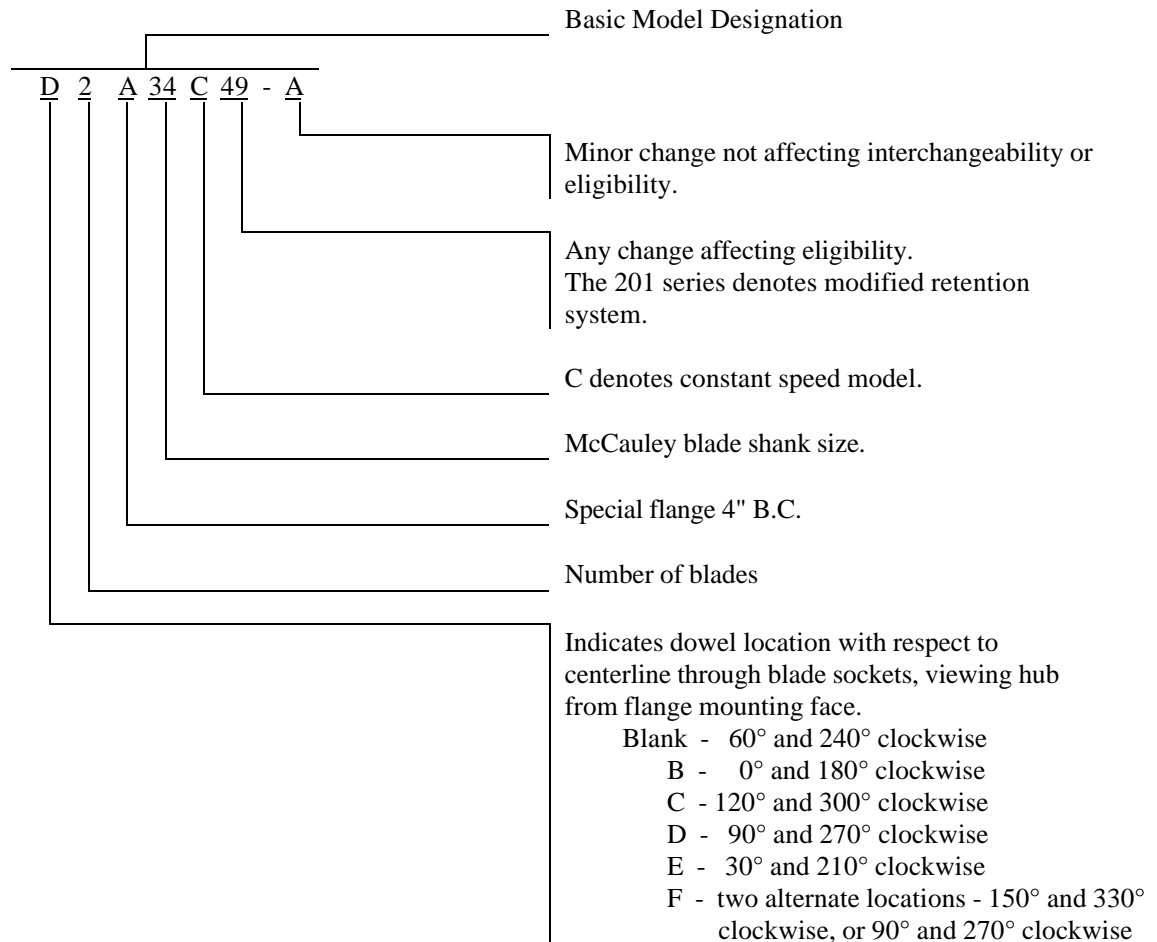 Basic Model Designation
D 2 A 34 C 49 - A
Minor change not affecting interchangeability or
eligibility.
Any change affecting eligibility.
The 201 series denotes modified retention
system.
C denotes constant speed model.
McCauley blade shank size.
Special flange 4" B.C.
Number of blades
Indicates dowel location with respect to
centerline through blade sockets, viewing hub
from flange mounting face.
Blank - 60° and 240° clockwise
B - 0° and 180° clockwise
C - 120° and 300° clockwise
D - 90° and 270° clockwise
E - 30° and 210° clockwise
F - two alternate locations - 150° and 330°
clockwise, or 90° and 270° clockwise